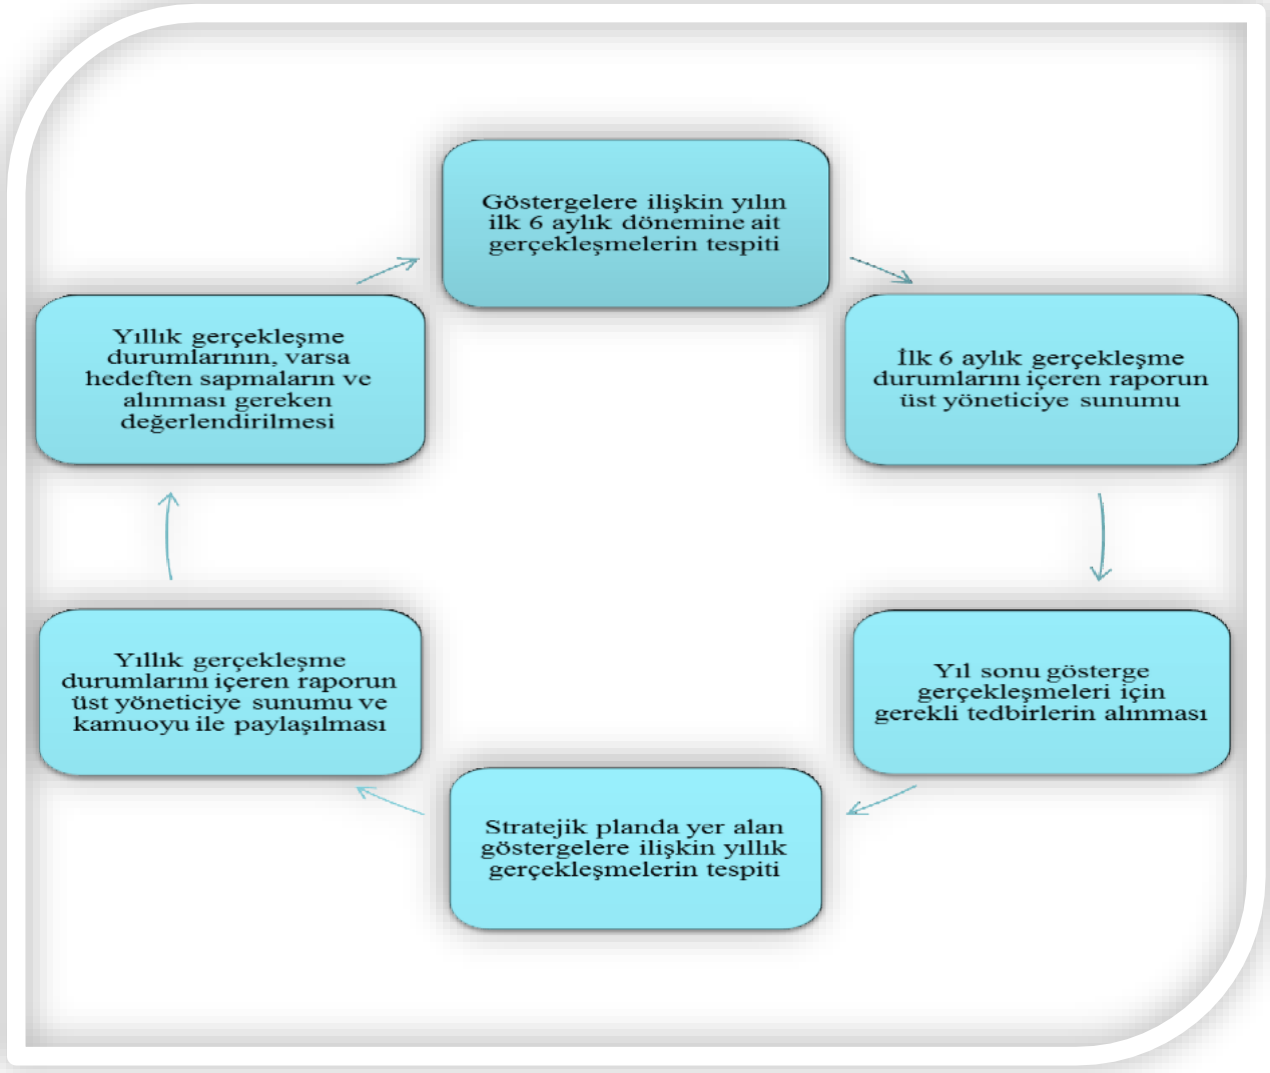 Göstergelere ilişkin yılın
ilk 6 aylık dönemine ait
gerçekleşmelerin tespiti
İlk 6 aylık gerçekleşme
durumlarını içeren raporun
üst yöneticiye sunumu
Yıl sonu gösterge
gerçekleşmeleri için
gerekli tedbirlerin alınması
Stratejik planda yer alan
göstergelere ilişkin yıllık
gerçekleşmelerin tespiti
Yıllık gerçekleşme
durumlarını içeren raporun
üst yöneticiye sunumu ve
kamuoyu ile paylaşılması
Yıllık gerçekleşme
durumlarının, varsa
hedeften sapmaların ve
alınması gereken
değerlendirilmesi